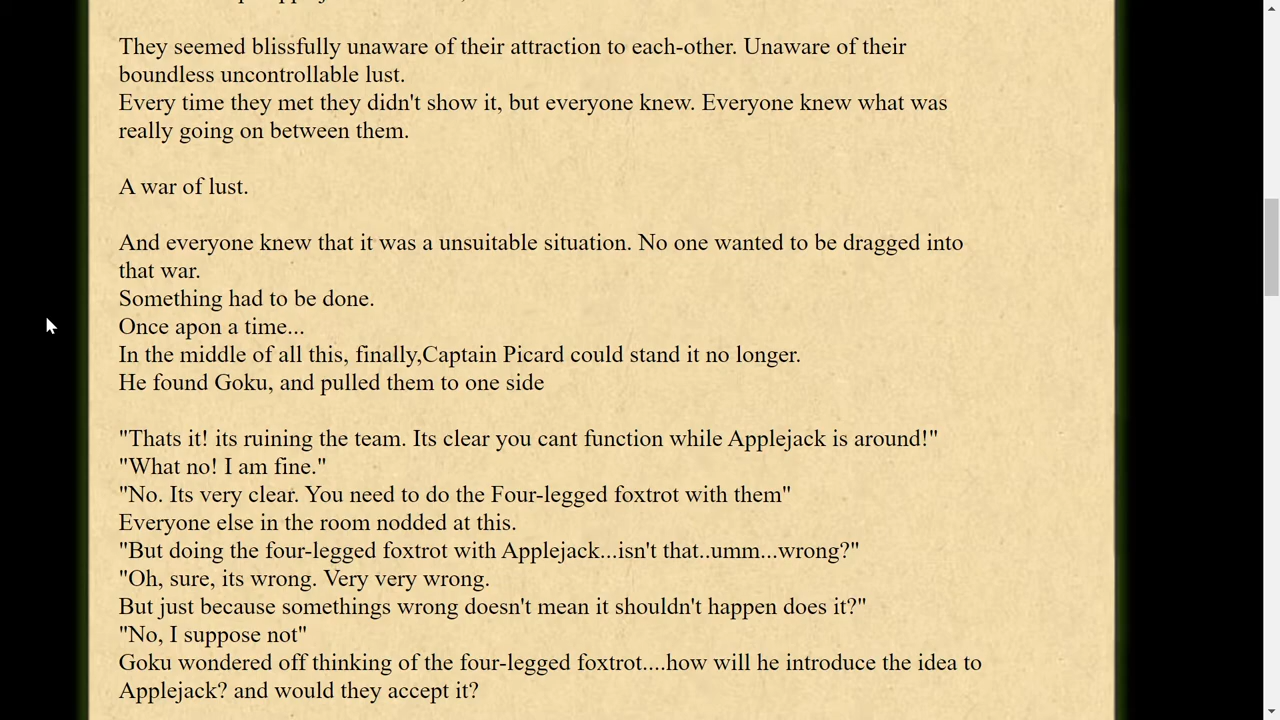 They seemed blissfully unaware of their attraction to each-other. Unaware of their
boundless uncontrollable lust.
Every time they met they didn't show it, but everyone knew. Everyone knew what was
really going on between them.
A war of lust.
And everyone knew that it was a unsuitable situation. No one wanted to be dragged into
that war.
Something had to be done.
Once apon a time...
In the middle of all this, finally,Captain Picard could stand it no longer.
He found Goku, and pulled them to one side
"Thats it! its ruining the team. Its clear you cant function while Applejack is around!"
"What no! I am fine."
"No. Its very clear. You need to do the Four-legged foxtrot with them"
Everyone else in the room nodded at this.
"But doing the four-legged foxtrot with Applejack...isn't that..umm...wrong?"
"Oh, sure, its wrong. Very very wrong.
But just because somethings wrong doesn't mean it shouldn't happen does it?"
"No, I suppose not"
Goku wondered off thinking of the four-legged foxtrot....how will he introduce the idea to
Applejack? and would they accept it?